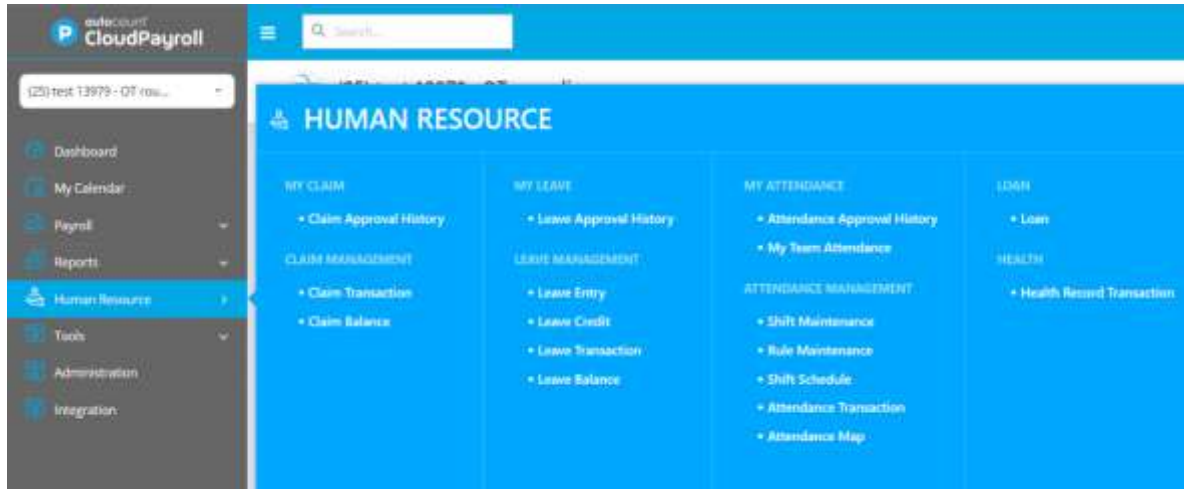 autocount
CloudPayroll
Search...
(25) test 13979 - OT rou...
Dashboard
My Calendar
Payroll
Reports
Human Resource
Tools
Administration
Integration
HUMAN RESOURCE
MY CLAIM
• Claim Approval History
CLAIM MANAGEMENT
• Claim Transaction
• Claim Balance
MY LEAVE
• Leave Approval History
LEAVE MANAGEMENT
• Leave Entry
• Leave Credit
• Leave Transaction
• Leave Balance
MY ATTENDANCE
• Attendance Approval History
• My Team Attendance
ATTENDANCE MANAGEMENT
• Shift Maintenance
• Rule Maintenance
• Shift Schedule
• Attendance Transaction
• Attendance Map
LOAN
• Loan
HEALTH
• Health Record Transaction